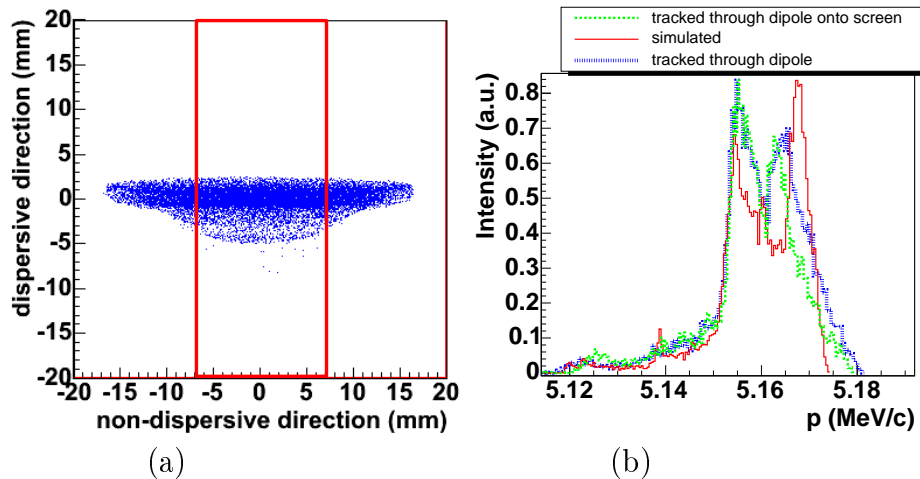 tracked through dipole onto screen
simulated
tracked through dipole
dispersive direction (mm)
20
15
10
5
0
-5
-10
-15
-20
-20 -15 -10 -5 0 5 10 15 20
non-dispersive direction (mm)
(a)
Intensity (a.u.)
0.8
0.7
0.6
0.5
0.4
0.3
0.2
0.1
0
5.12 5.14 5.16 5.18
p (MeV/c)
(b)